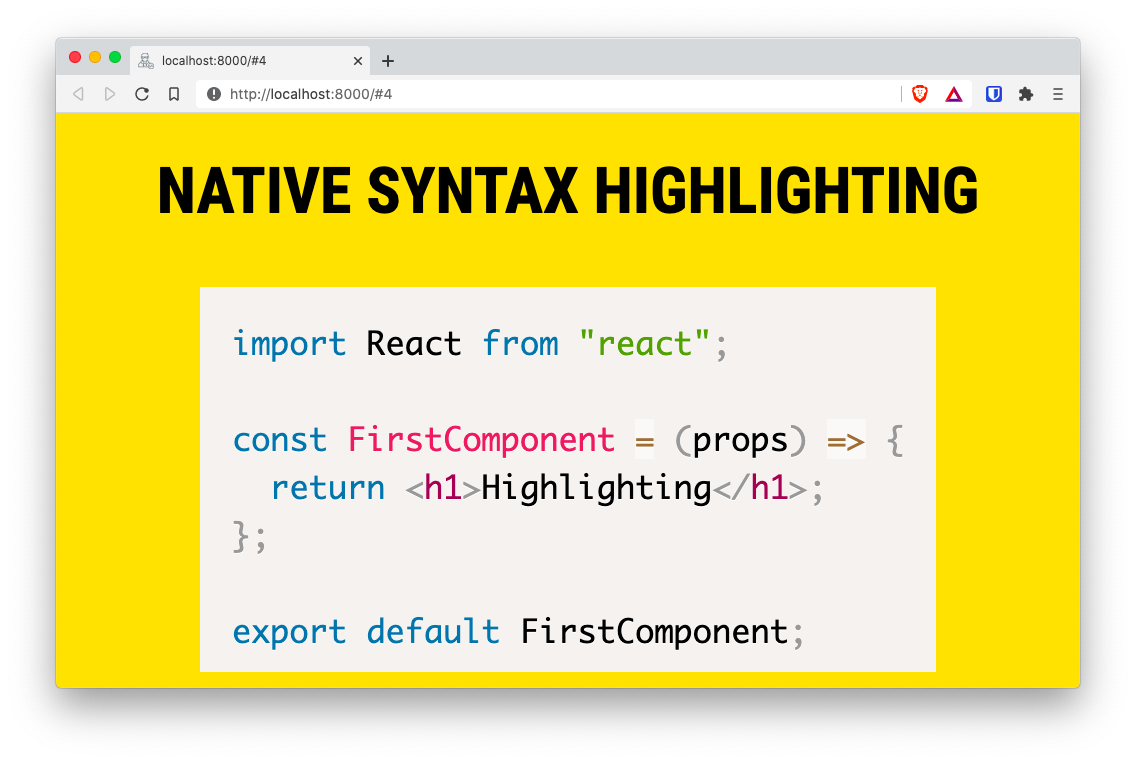 localhost:8000/#4
http://localhost:8000/#4
NATIVE SYNTAX HIGHLIGHTING
import React from "react";
const FirstComponent = (props) => {
  return <h1>Highlighting</h1>;
};
export default FirstComponent;